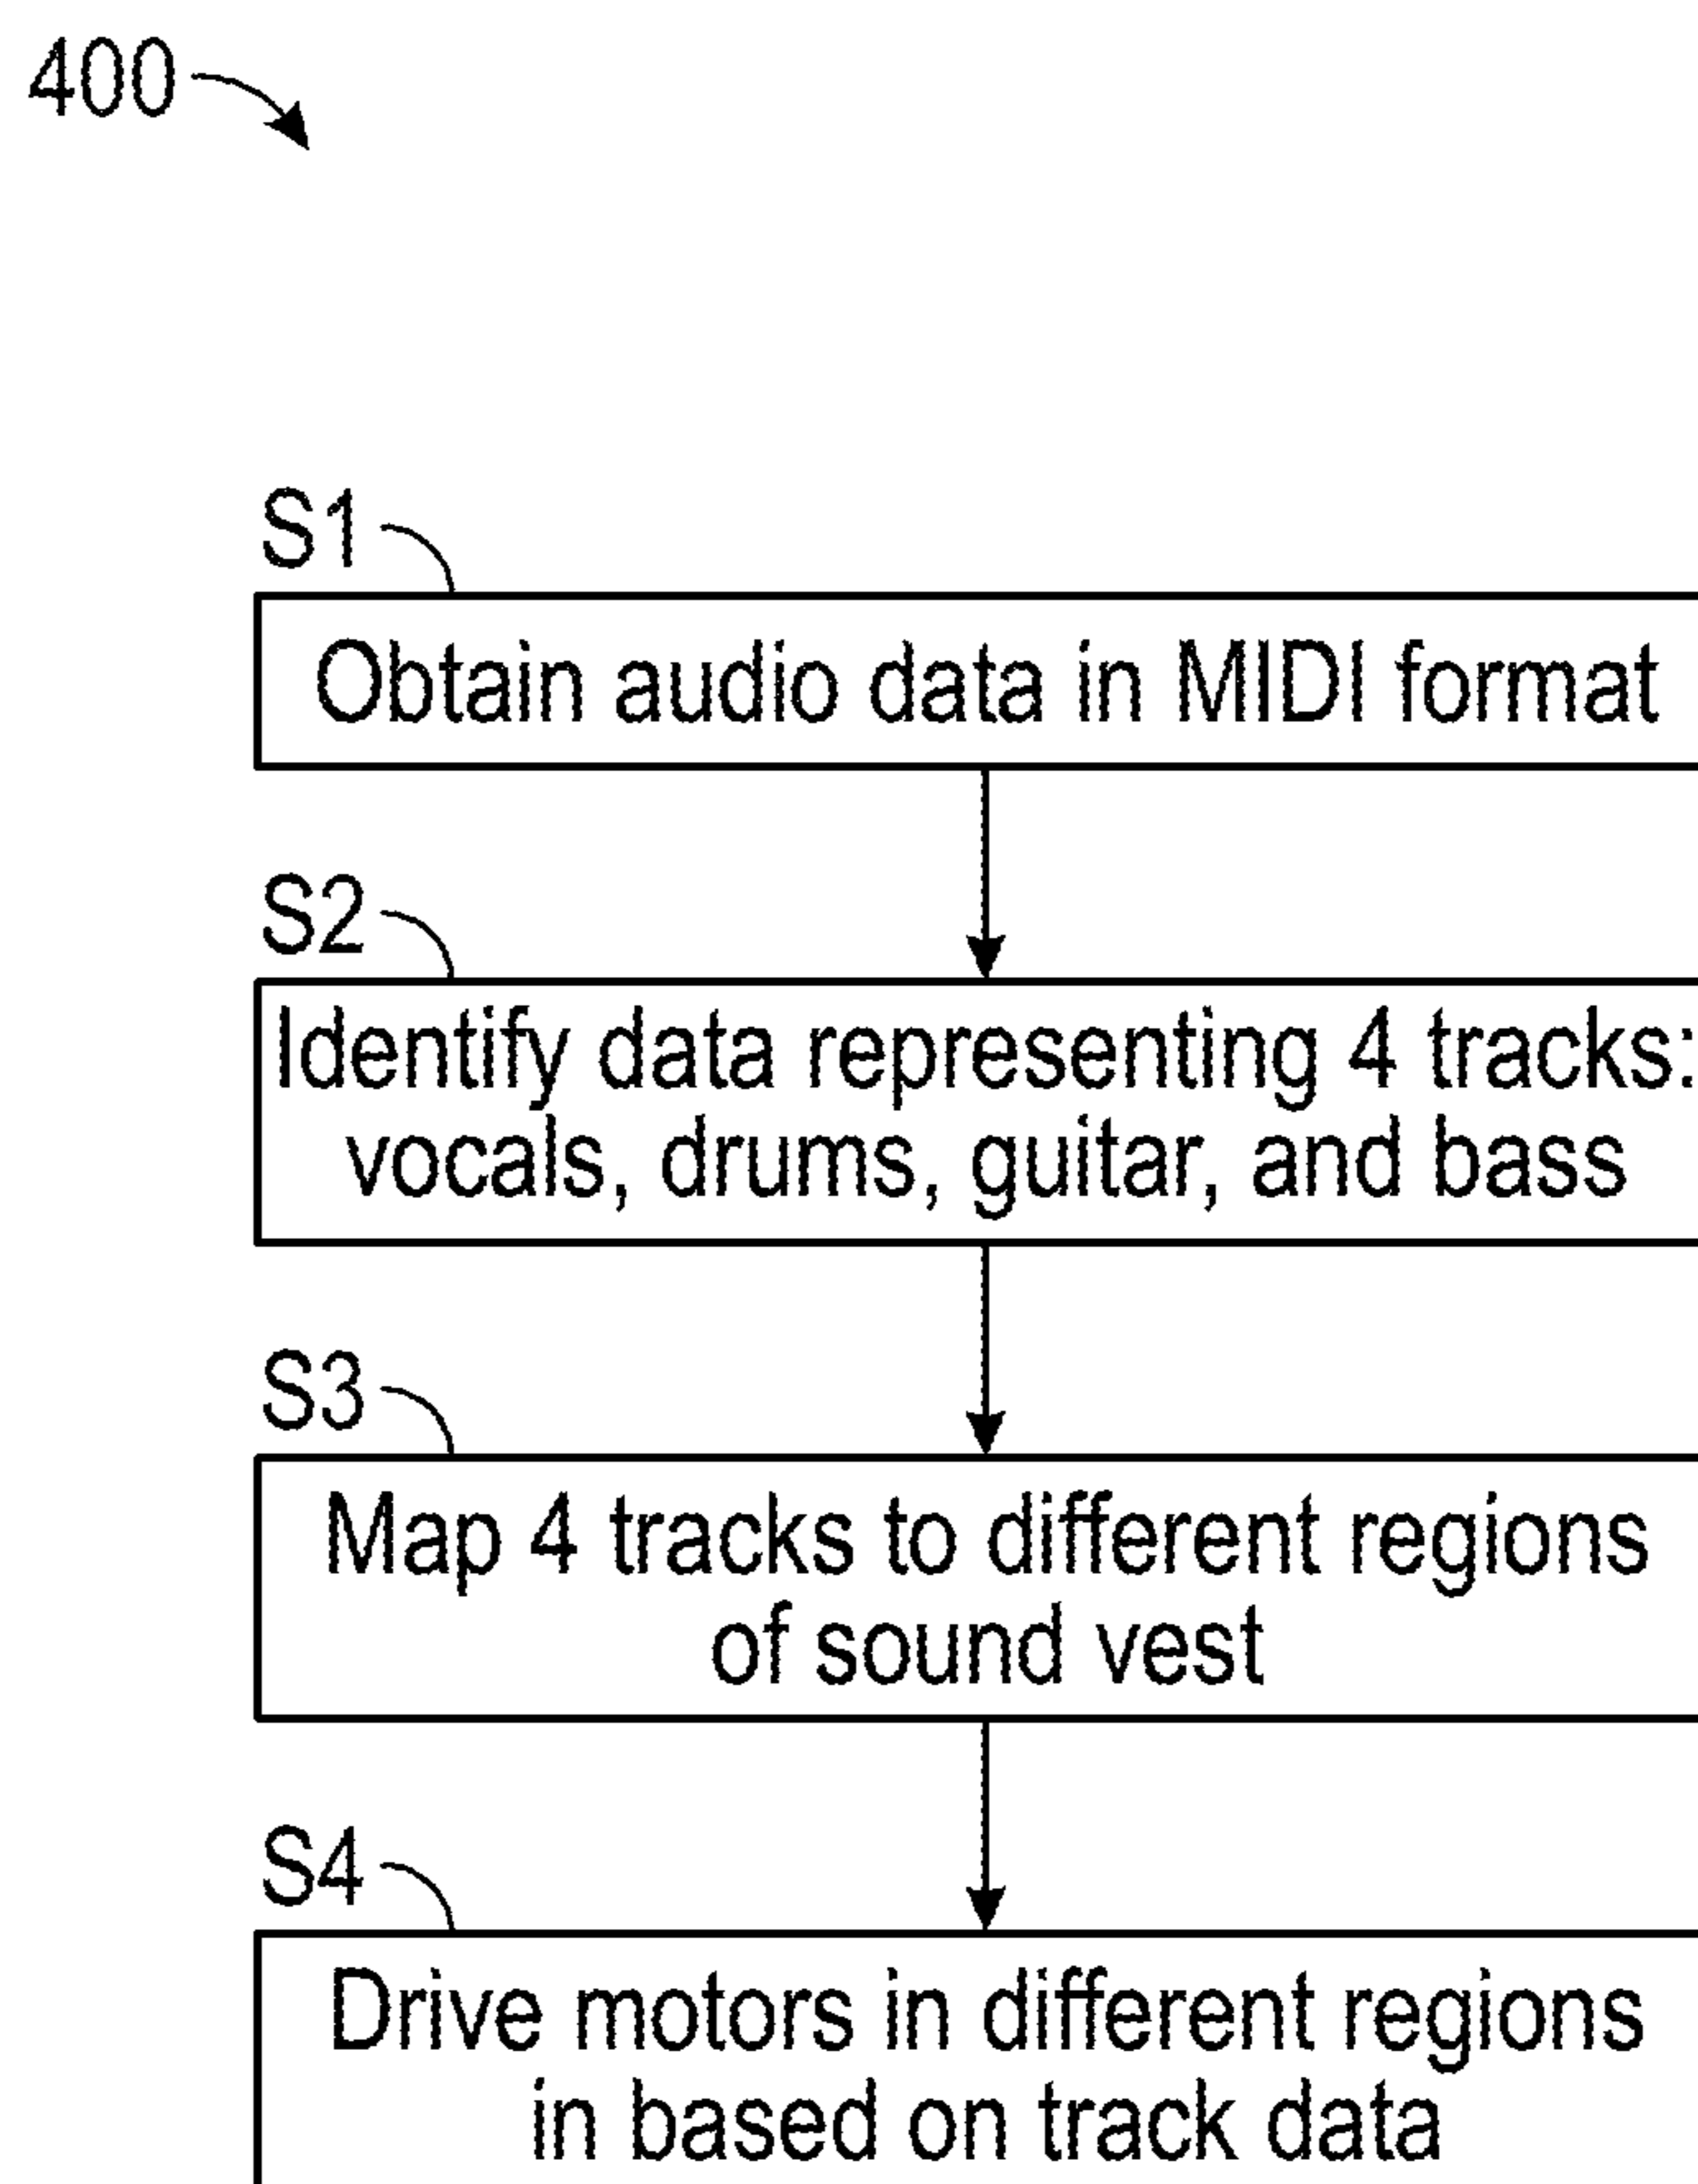 400
S1
Obtain audio data in MIDI format
S2
Identify data representing 4 tracks:
vocals, drums, guitar, and bass
S3
Map 4 tracks to different regions
of sound vest
S4
Drive motors in different regions
in based on track data